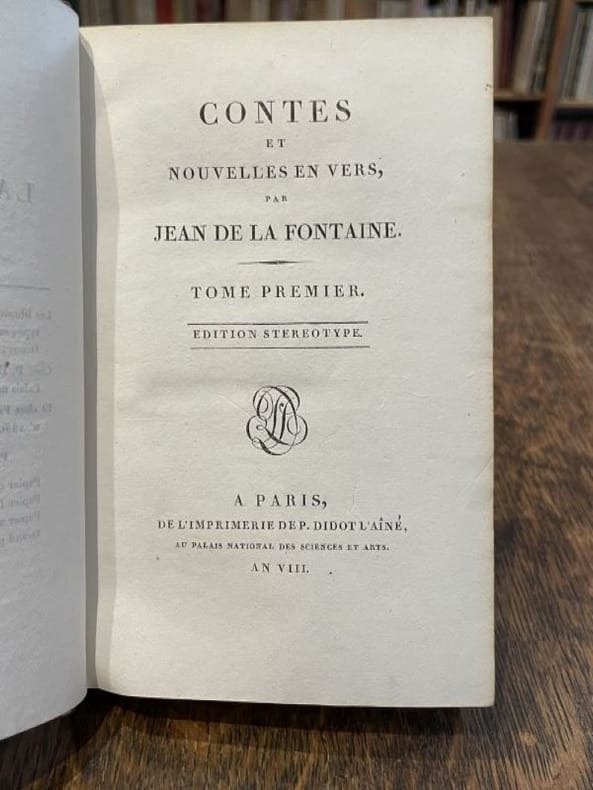 CONTES
ET
NOUVELLES EN VERS,
PAR
JEAN DE LA FONTAINE.
TOME PREMIER.
EDITION STEREOTYPE.
A PARIS,
DE L'IMPRIMERIE DE P. DIDOT L'AÎNÉ,
AU PALAIS NATIONAL DES SCIENCES ET ARTS.
AN VIII.